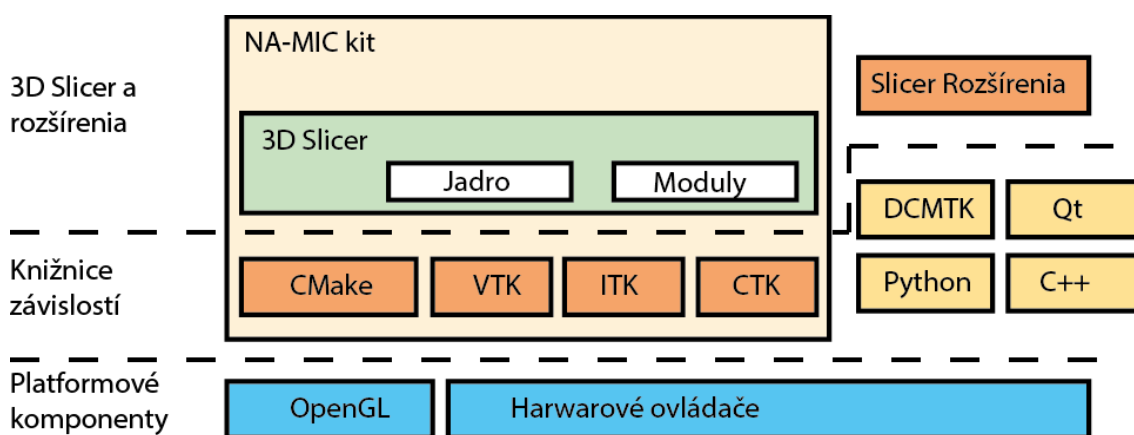 NA-MIC kit
3D Slicer a
rozšírenia
Slicer Rozšírenia
3D Slicer
Jadro
Moduly
DCMTK
Qt
Knižnice
závislostí
CMake
VTK
ITK
CTK
Python
C++
Platformové
komponenty
OpenGL
Harwarové ovládače